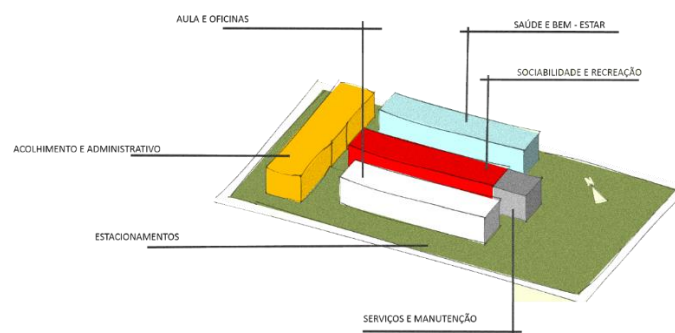 AULA E OFICINAS
SAÚDE E BEM - ESTAR
SOCIABILIDADE E RECREAÇÃO
ACOLHIMENTO E ADMINISTRATIVO
N
ESTACIONAMENTOS
SERVIÇOS E MANUTENÇÃO